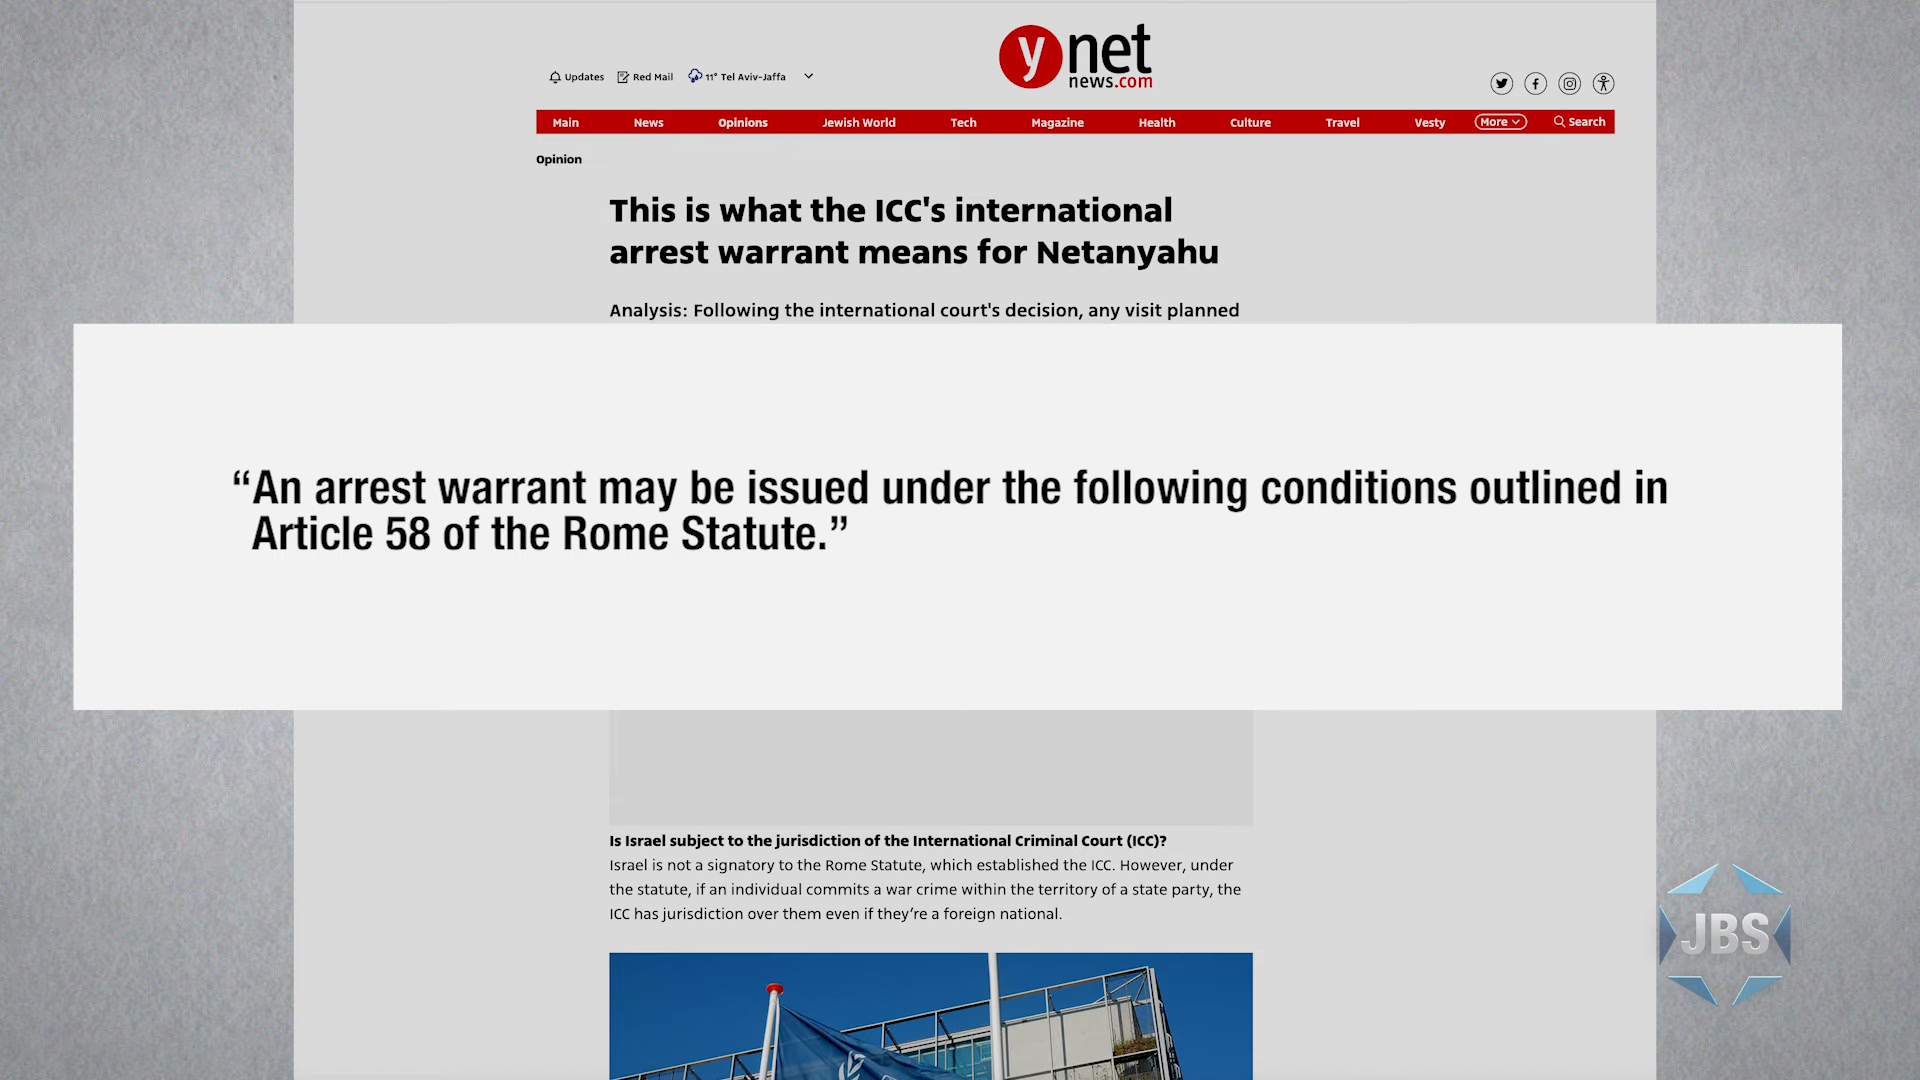 ynet
news.com
Updates Red Mail 11° Tel Aviv-Jaffa
Main News Opinions Jewish World Tech Magazine Health Culture Travel Vesty More Search
Opinion
This is what the ICC's international
arrest warrant means for Netanyahu
Analysis: Following the international court's decision, any visit planned
“An arrest warrant may be issued under the following conditions outlined in
Article 58 of the Rome Statute.”
Is Israel subject to the jurisdiction of the International Criminal Court (ICC)?
Israel is not a signatory to the Rome Statute, which established the ICC. However, under
the statute, if an individual commits a war crime within the territory of a state party, the
ICC has jurisdiction over them even if they’re a foreign national.
JBS